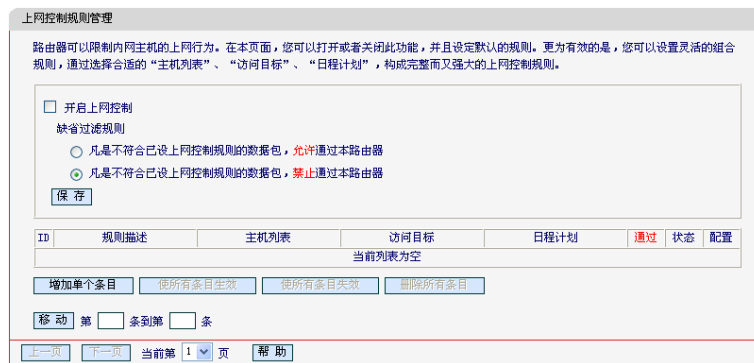 上网控制规则管理
路由器可以限制内网主机的上网行为。在本页面，您可以打开或者关闭此功能，并且设定默认的规则。更为有效的是，您可以设置灵活的组合
规则，通过选择合适的“主机列表”、“访问目标”、“日程计划”，构成完整而又强大的上网控制规则。
开启上网控制
缺省过滤规则
凡是不符合已设上网控制规则的数据包，允许通过本路由器
凡是不符合已设上网控制规则的数据包，禁止通过本路由器
保 存
ID 规则描述 主机列表 访问目标 日程计划 通过 状态 配置
当前列表为空
增加单个条目 使所有条目生效 使所有条目失效 删除所有条目
移 动 第 条到第 条
上一页 下一页 当前第 1 页 帮 助